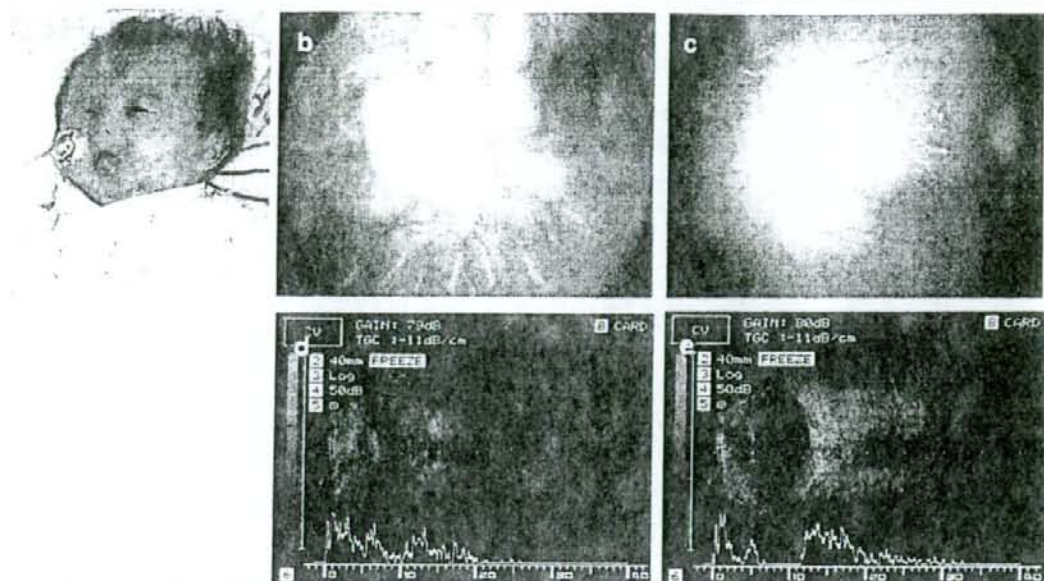 b
c
CV
GAIN: 79dB
TGC :-11dB/cm
B CARD
d
2 40mm FREEZE
3 Log
4 50dB
5
0 10 20 30 40
CV
GAIN: 80dB
TGC :-11dB/cm
B CARD
e
2 40mm FREEZE
3 Log
4 50dB
5
0 10 20 30 40